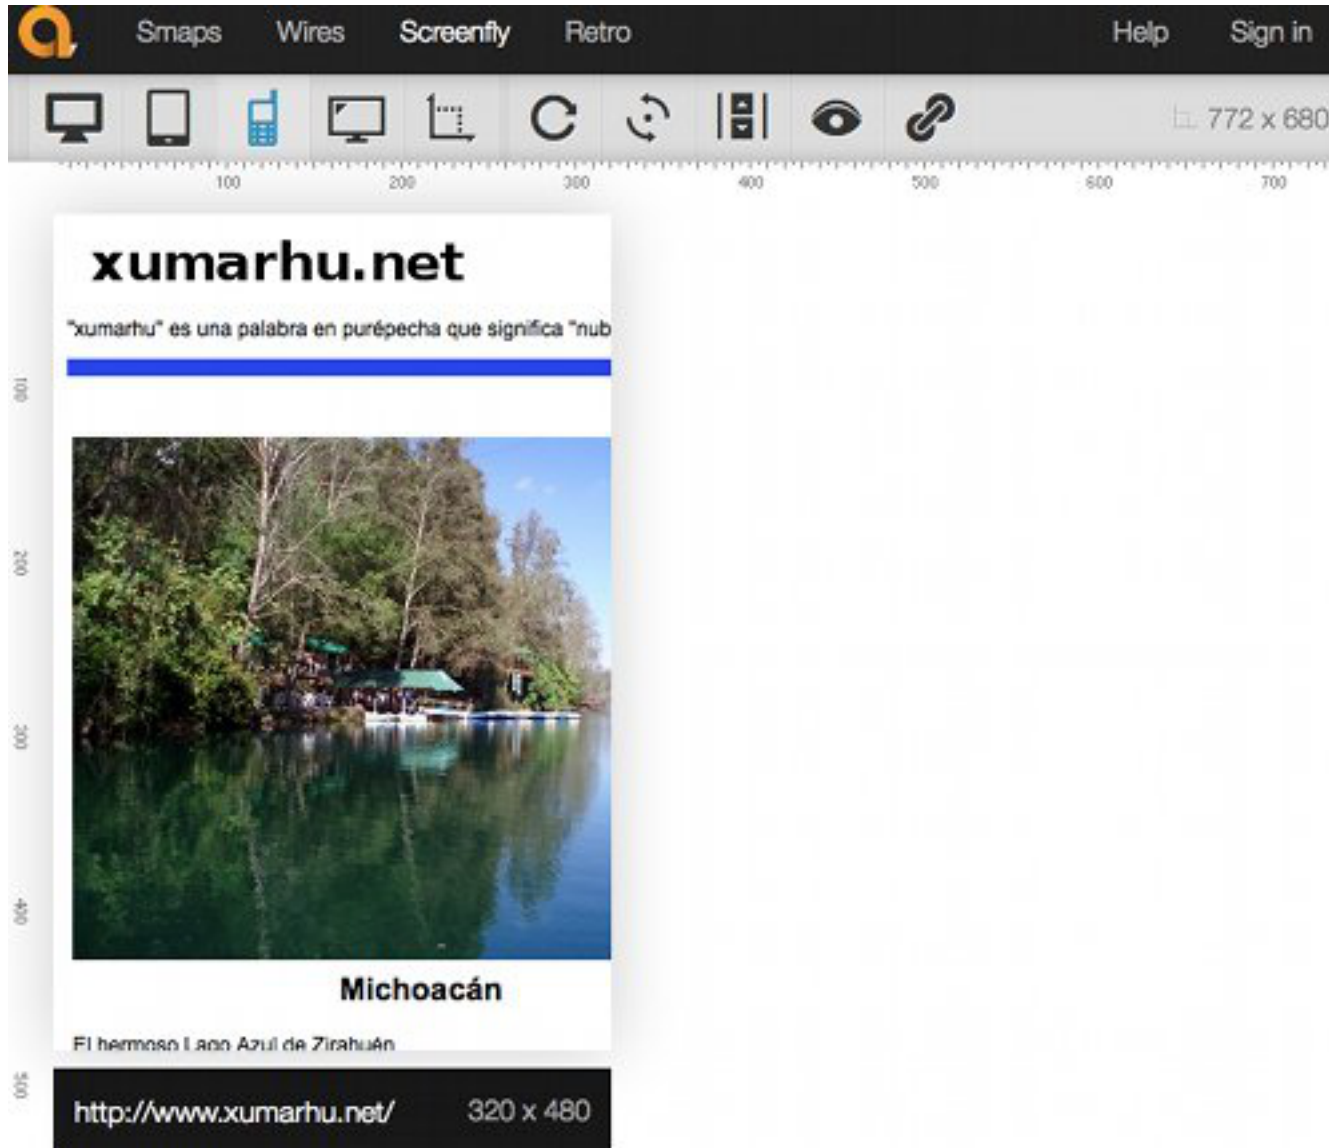 Smaps Wires Screenfly Retro Help Sign in
772 x 680
100 200 300 400 500 600 700
xumarhu.net
"xumarhu" es una palabra en purépecha que significa "nub
100
200
300
400
Michoacán
El hermoso Lago Azul de Zirahuén
500
http://www.xumarhu.net/ 320 x 480